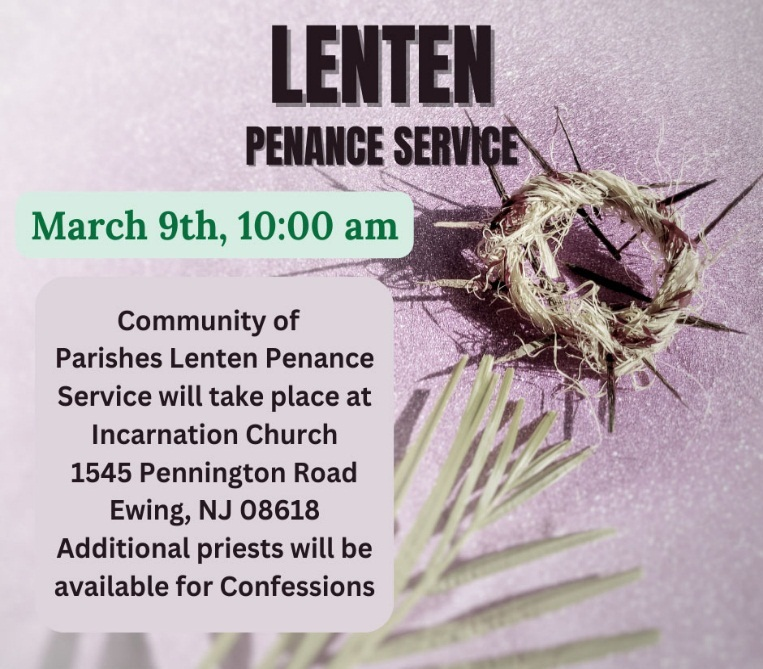 LENTEN
PENANCE SERVICE
March 9th, 10:00 am
Community of
Parishes Lenten Penance
Service will take place at
Incarnation Church
1545 Pennington Road
Ewing, NJ 08618
Additional priests will be
available for Confessions